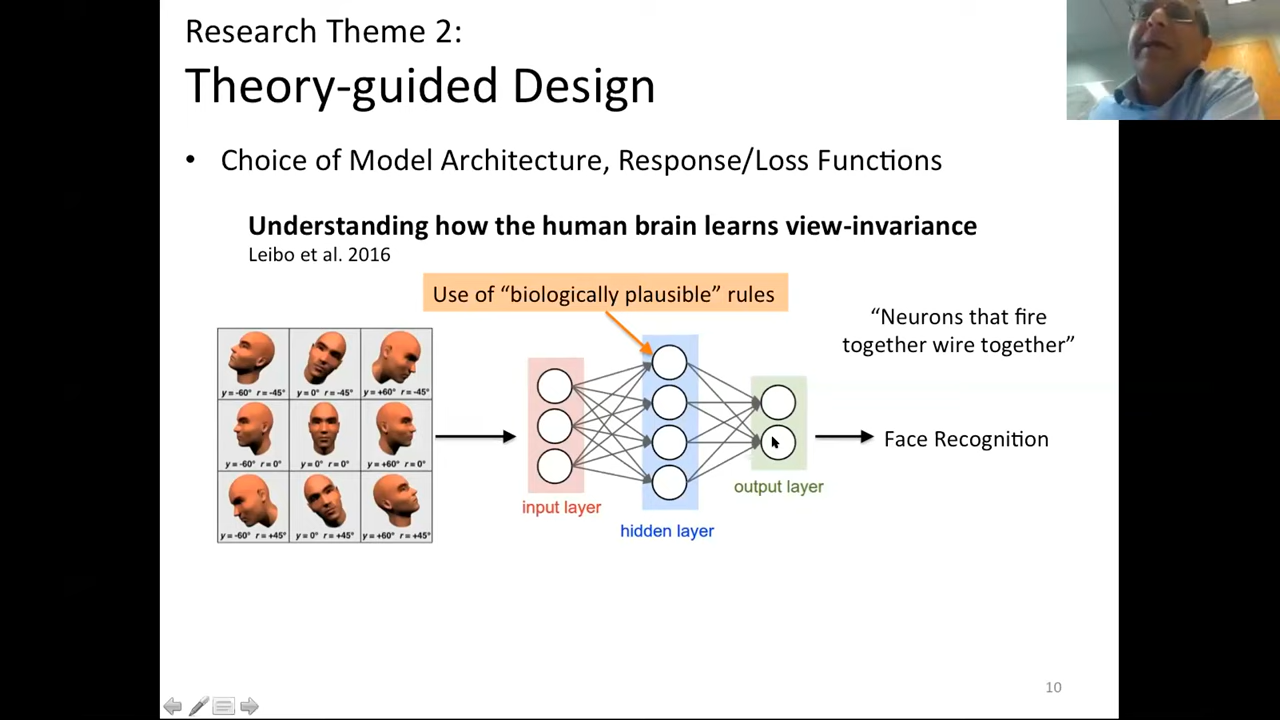 Research Theme 2:
Theory-guided Design
• Choice of Model Architecture, Response/Loss Functions
Understanding how the human brain learns view-invariance
Leibo et al. 2016
Use of “biologically plausible” rules
“Neurons that fire
together wire together”
y = -60° r = -45° y = 0° r = -45° y = +60° r = -45°
y = -60° r = 0° y = 0° r = 0° y = +60° r = 0°
y = -60° r = +45° y = 0° r = +45° y = +60° r = +45°
input layer
hidden layer
output layer
Face Recognition
10